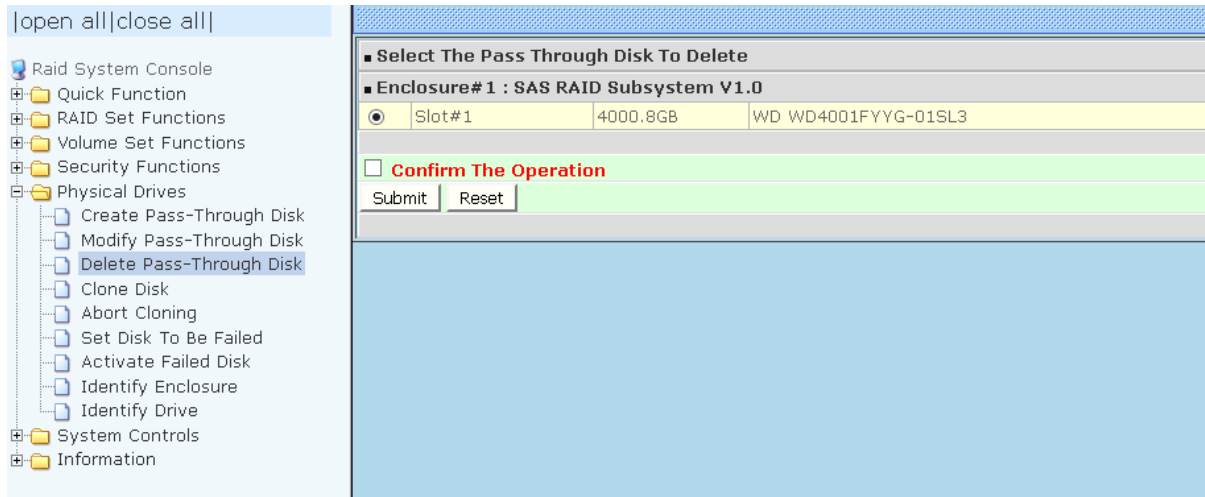 |open all|close all|
Raid System Console
Quick Function
RAID Set Functions
Volume Set Functions
Security Functions
Physical Drives
Create Pass-Through Disk
Modify Pass-Through Disk
Delete Pass-Through Disk
Clone Disk
Abort Cloning
Set Disk To Be Failed
Activate Failed Disk
Identify Enclosure
Identify Drive
System Controls
Information
Select The Pass Through Disk To Delete
Enclosure#1 : SAS RAID Subsystem V1.0
Slot#1 4000.8GB WD WD4001FYYG-01SL3
Confirm The Operation
Submit Reset